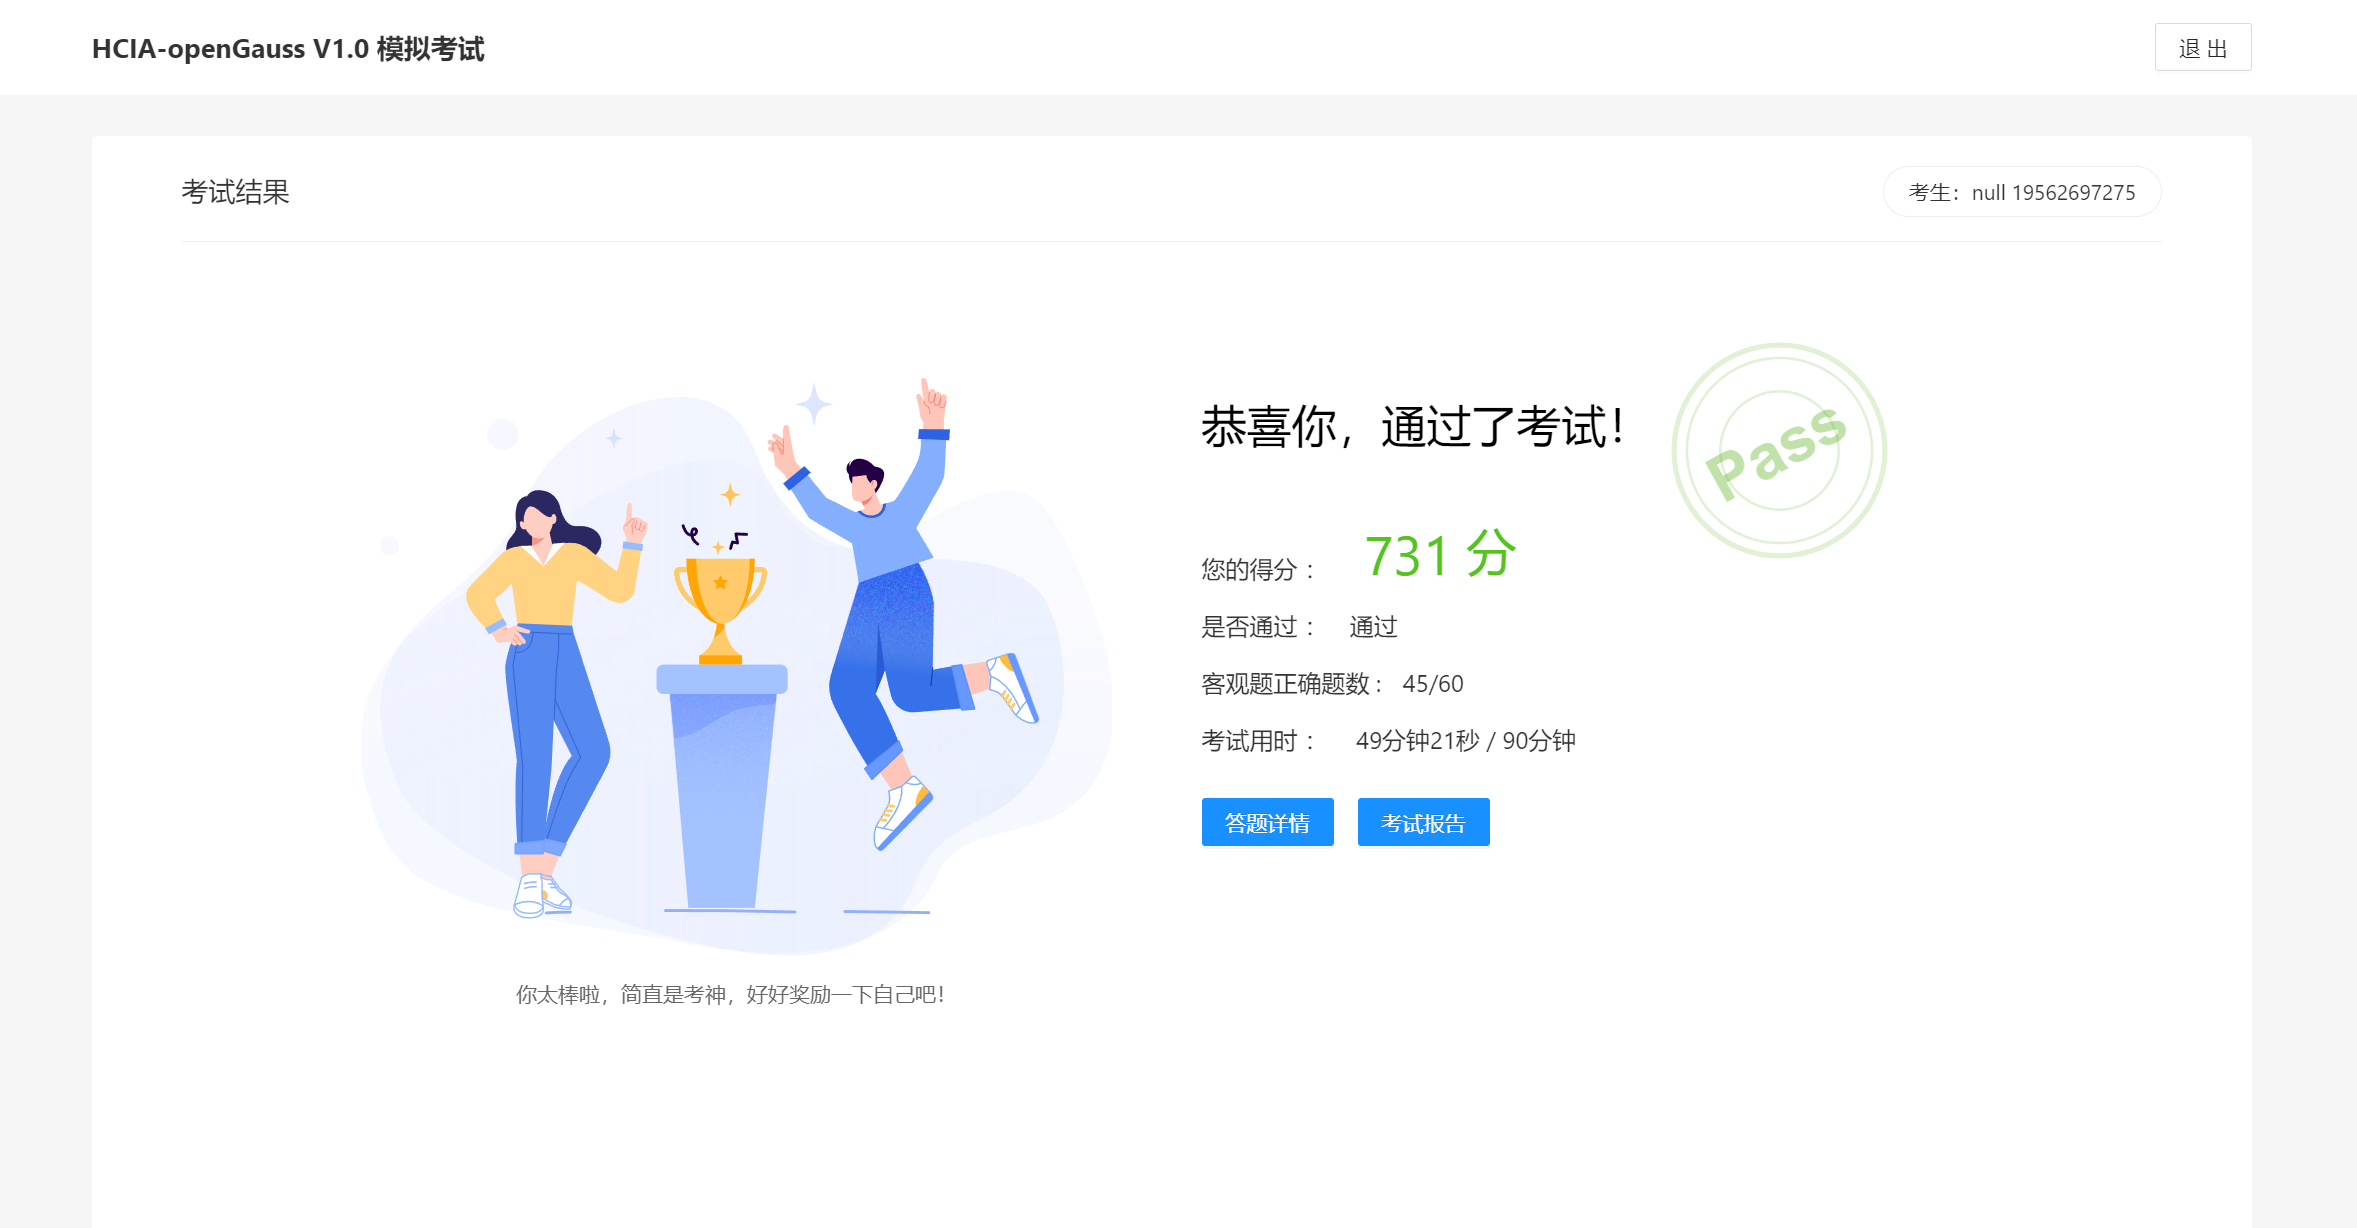 HCIA-openGauss V1.0 模拟考试
退 出
考试结果
考生：null 19562697275
恭喜你，通过了考试！
Pass
您的得分 ： 731 分
是否通过 ： 通过
客观题正确题数 ： 45/60
考试用时 ： 49分钟21秒 / 90分钟
答题详情 考试报告
你太棒啦，简直是考神，好好奖励一下自己吧！